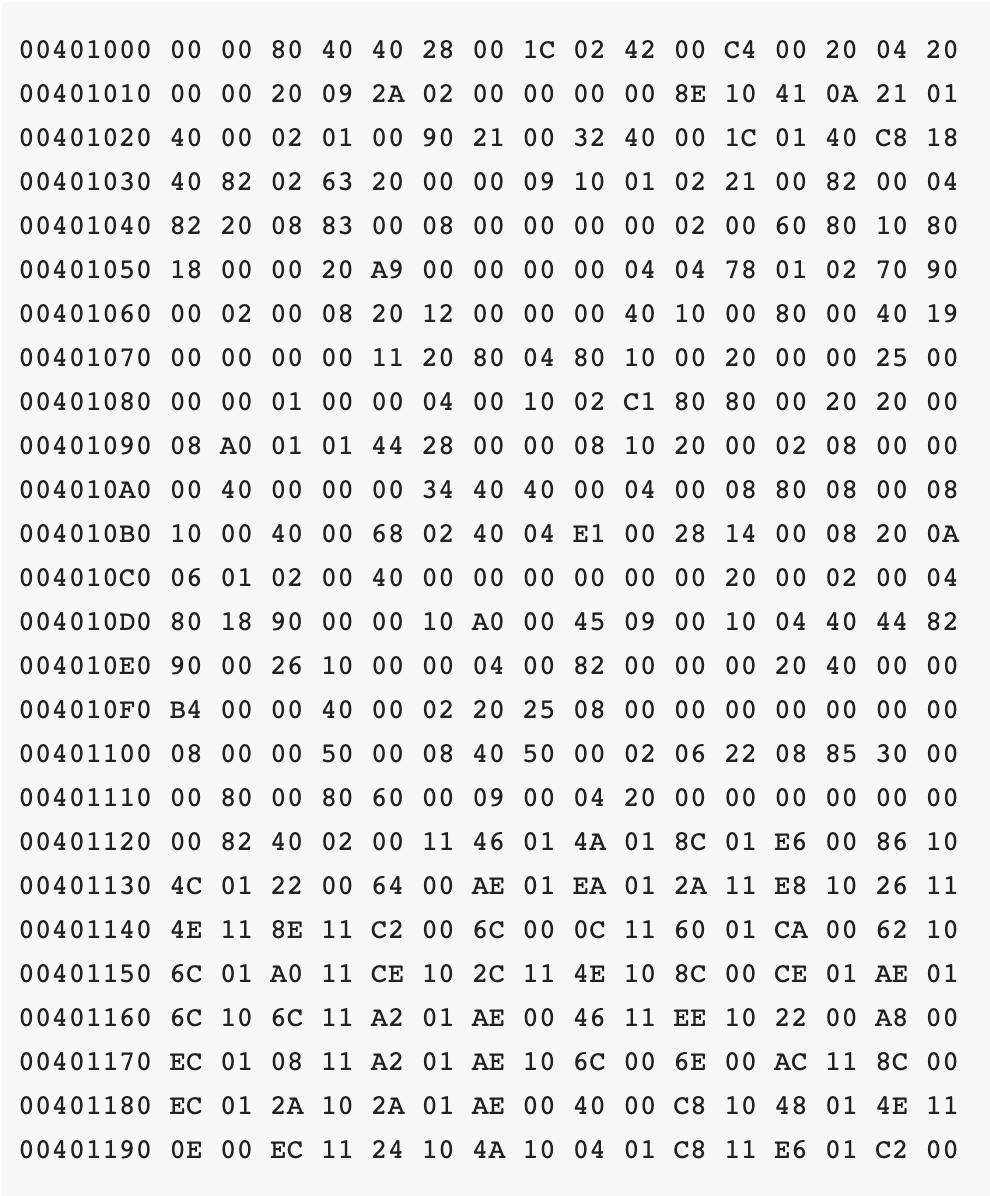 00401000 00 00 80 40 40 28 00 1C 02 42 00 C4 00 20 04 20
00401010 00 00 20 09 2A 02 00 00 00 00 8E 10 41 0A 21 01
00401020 40 00 02 01 00 90 21 00 32 40 00 1C 01 40 C8 18
00401030 40 82 02 63 20 00 00 09 10 01 02 21 00 82 00 04
00401040 82 20 08 83 00 08 00 00 00 00 02 00 60 80 10 80
00401050 18 00 00 20 A9 00 00 00 00 04 04 78 01 02 70 90
00401060 00 02 00 08 20 12 00 00 00 40 10 00 80 00 40 19
00401070 00 00 00 00 11 20 80 04 80 10 00 20 00 00 25 00
00401080 00 00 01 00 00 04 00 10 02 C1 80 80 00 20 20 00
00401090 08 A0 01 01 44 28 00 00 08 10 20 00 02 08 00 00
004010A0 00 40 00 00 00 34 40 40 00 04 00 08 80 08 00 08
004010B0 10 00 40 00 68 02 40 04 E1 00 28 14 00 08 20 0A
004010C0 06 01 02 00 40 00 00 00 00 00 00 20 00 02 00 04
004010D0 80 18 90 00 00 10 A0 00 45 09 00 10 04 40 44 82
004010E0 90 00 26 10 00 00 04 00 82 00 00 00 20 40 00 00
004010F0 B4 00 00 40 00 02 20 25 08 00 00 00 00 00 00 00
00401100 08 00 00 50 00 08 40 50 00 02 06 22 08 85 30 00
00401110 00 80 00 80 60 00 09 00 04 20 00 00 00 00 00 00
00401120 00 82 40 02 00 11 46 01 4A 01 8C 01 E6 00 86 10
00401130 4C 01 22 00 64 00 AE 01 EA 01 2A 11 E8 10 26 11
00401140 4E 11 8E 11 C2 00 6C 00 0C 11 60 01 CA 00 62 10
00401150 6C 01 A0 11 CE 10 2C 11 4E 10 8C 00 CE 01 AE 01
00401160 6C 10 6C 11 A2 01 AE 00 46 11 EE 10 22 00 A8 00
00401170 EC 01 08 11 A2 01 AE 10 6C 00 6E 00 AC 11 8C 00
00401180 EC 01 2A 10 2A 01 AE 00 40 00 C8 10 48 01 4E 11
00401190 0E 00 EC 11 24 10 4A 10 04 01 C8 11 E6 01 C2 00